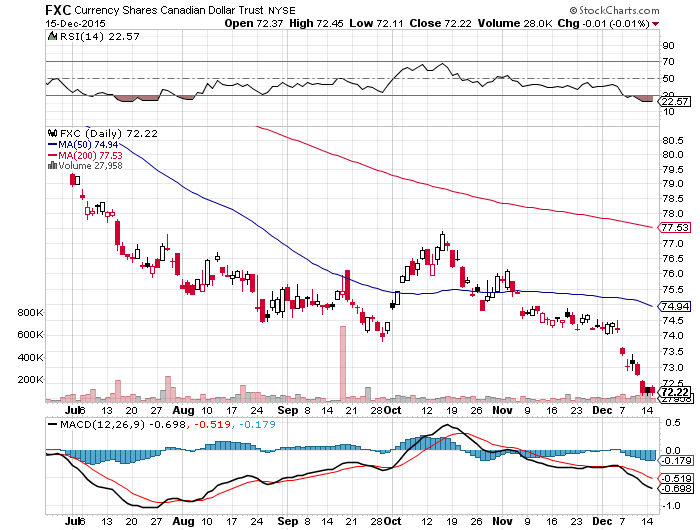 FXC Currency Shares Canadian Dollar Trust NYSE © StockCharts.com
15-Dec-2015 Open 72.37 High 72.45 Low 72.11 Close 72.22 Volume 28.0K Chg -0.01 (-0.01%)
RSI(14) 22.57
90
70
50
30
22.57
10
FXC (Daily) 72.22
MA(50) 74.94
MA(200) 77.53
Volume 27,958
80.5
80.0
79.5
79.0
78.5
78.0
77.53
77.0
76.5
76.0
75.5
74.94
74.5
74.0
73.5
73.0
72.5
72.22
27958
800K
600K
400K
200K
Jul 6 13 20 27 Aug 10 17 24 Sep 8 14 21 28 Oct 12 19 26 Nov 9 16 23 Dec 7 14
MACD(12,26,9) -0.698, -0.519, -0.179
0.5
0.0
-0.179
-0.519
-0.698
-1.0
Jul 6 13 20 27 Aug 10 17 24 Sep 8 14 21 28 Oct 12 19 26 Nov 9 16 23 Dec 7 14